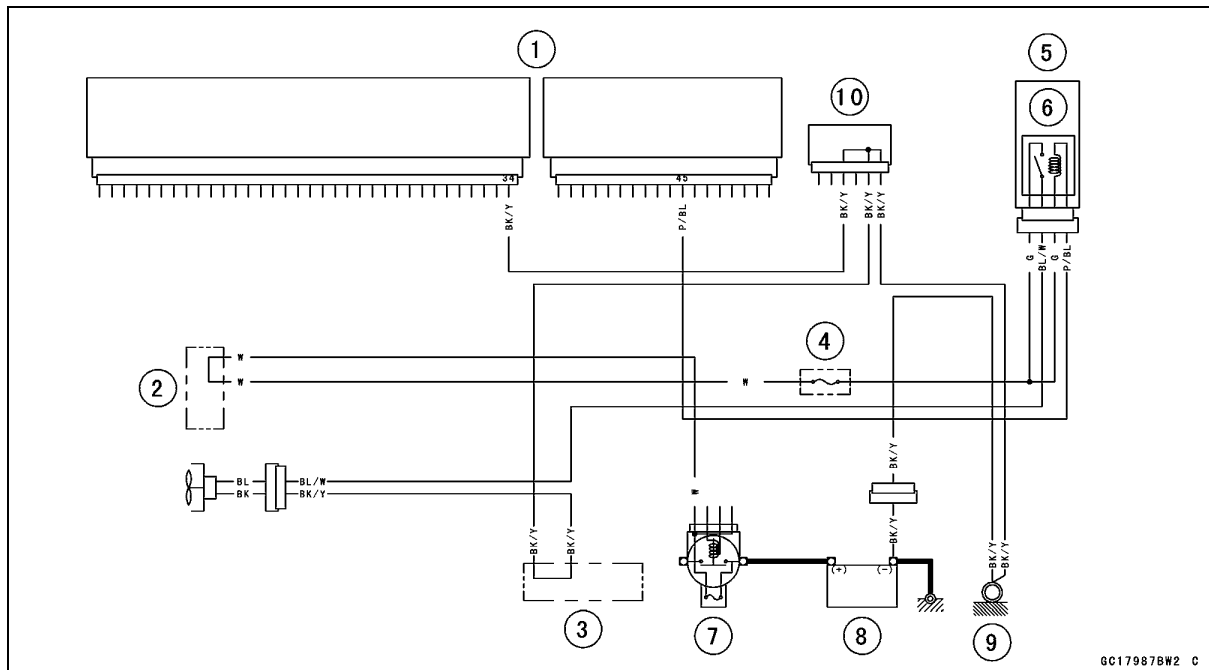 1
5
10
6
34
45
BK/Y
P/BL
BK/Y
BK/Y
BK/Y
G
BL/W
G
P/BL
4
2
W
W
W
BK/Y
BL
BL/W
BK
BK/Y
W
BK/Y
BK/Y
BK/Y
BK/Y
BK/Y
(+)
(-)
3
7
8
9
GC17987BW2 C